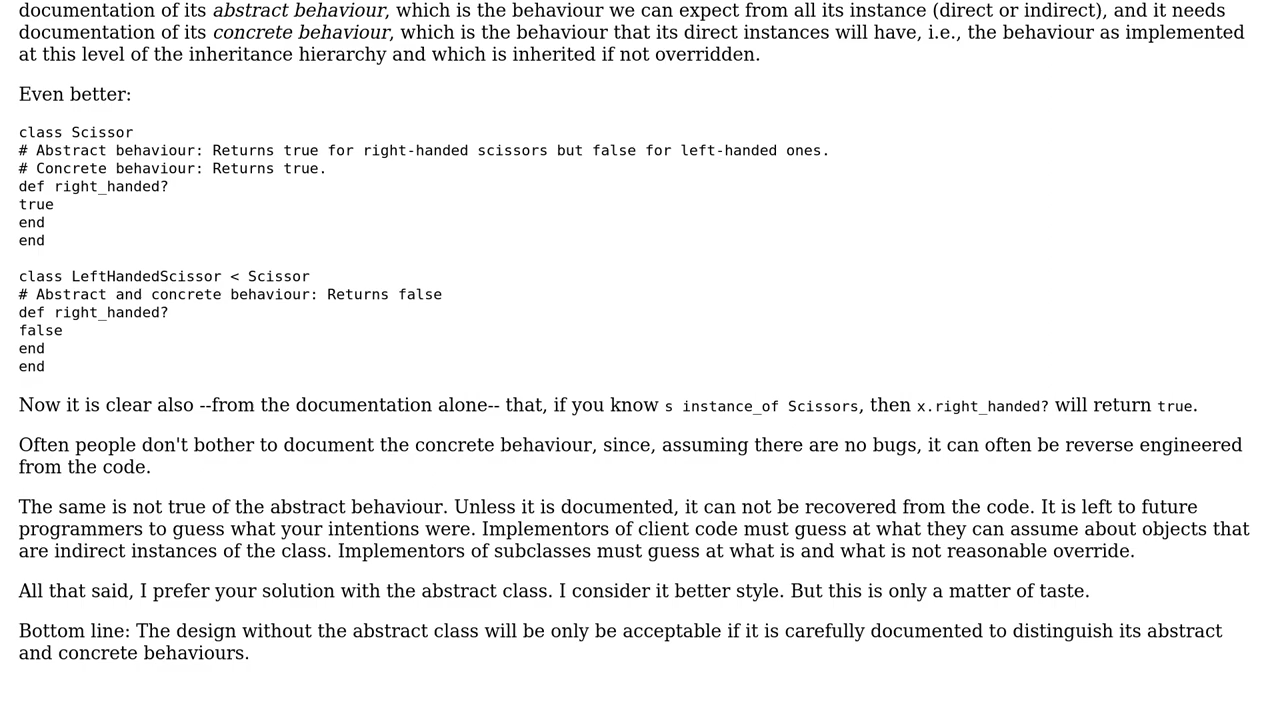 documentation of its abstract behaviour, which is the behaviour we can expect from all its instance (direct or indirect), and it needs
documentation of its concrete behaviour, which is the behaviour that its direct instances will have, i.e., the behaviour as implemented
at this level of the inheritance hierarchy and which is inherited if not overridden.
Even better:
class Scissor
# Abstract behaviour: Returns true for right-handed scissors but false for left-handed ones.
# Concrete behaviour: Returns true.
def right_handed?
true
end
end
class LeftHandedScissor < Scissor
# Abstract and concrete behaviour: Returns false
def right_handed?
false
end
end
Now it is clear also --from the documentation alone-- that, if you know s instance_of Scissors, then x.right_handed? will return true.
Often people don't bother to document the concrete behaviour, since, assuming there are no bugs, it can often be reverse engineered
from the code.
The same is not true of the abstract behaviour. Unless it is documented, it can not be recovered from the code. It is left to future
programmers to guess what your intentions were. Implementors of client code must guess at what they can assume about objects that
are indirect instances of the class. Implementors of subclasses must guess at what is and what is not reasonable override.
All that said, I prefer your solution with the abstract class. I consider it better style. But this is only a matter of taste.
Bottom line: The design without the abstract class will be only be acceptable if it is carefully documented to distinguish its abstract
and concrete behaviours.